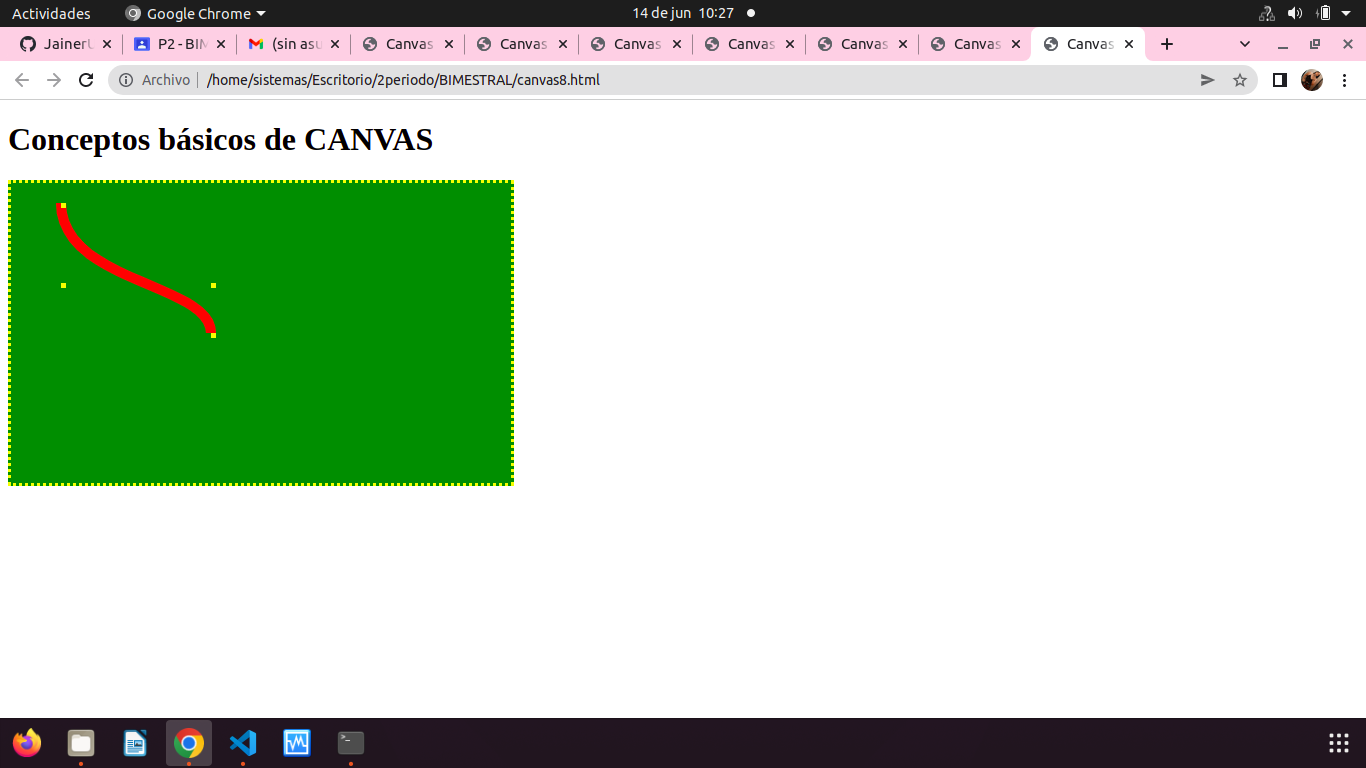 Actividades Google Chrome 14 de jun 10:27
JainerU P2 - BIM (sin asu Canvas Canvas Canvas Canvas Canvas Canvas Canvas
Archivo /home/sistemas/Escritorio/2periodo/BIMESTRAL/canvas8.html
Conceptos básicos de CANVAS